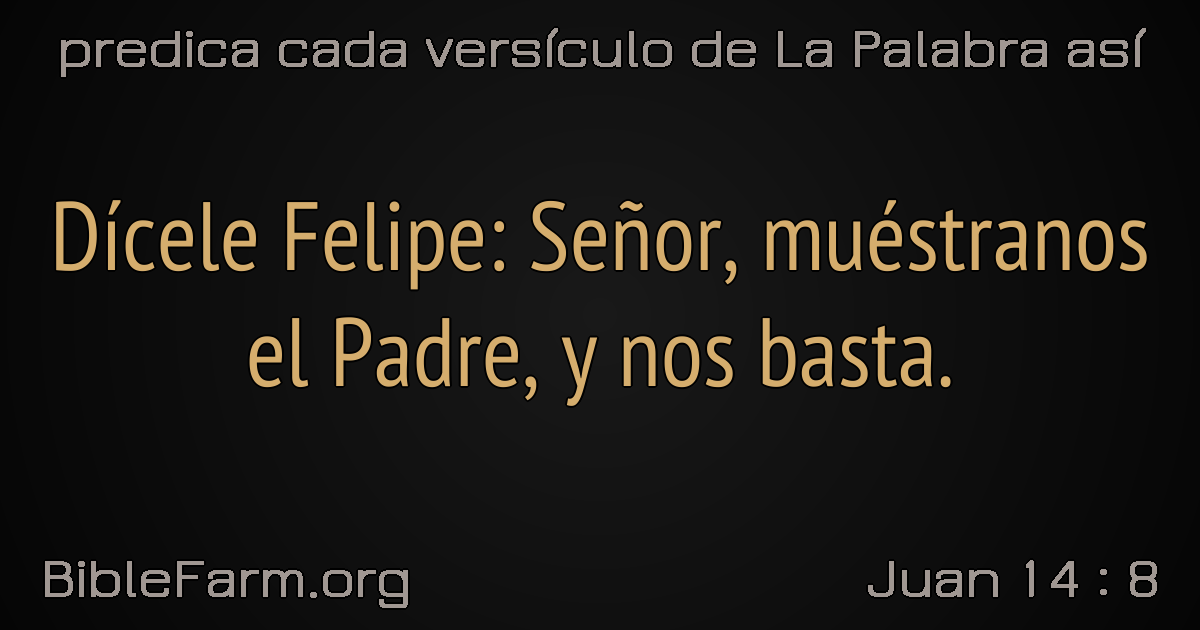 predica cada versículo de La Palabra así
Dícele Felipe: Señor, muéstranos
el Padre, y nos basta.
BibleFarm.org
Juan 14 : 8